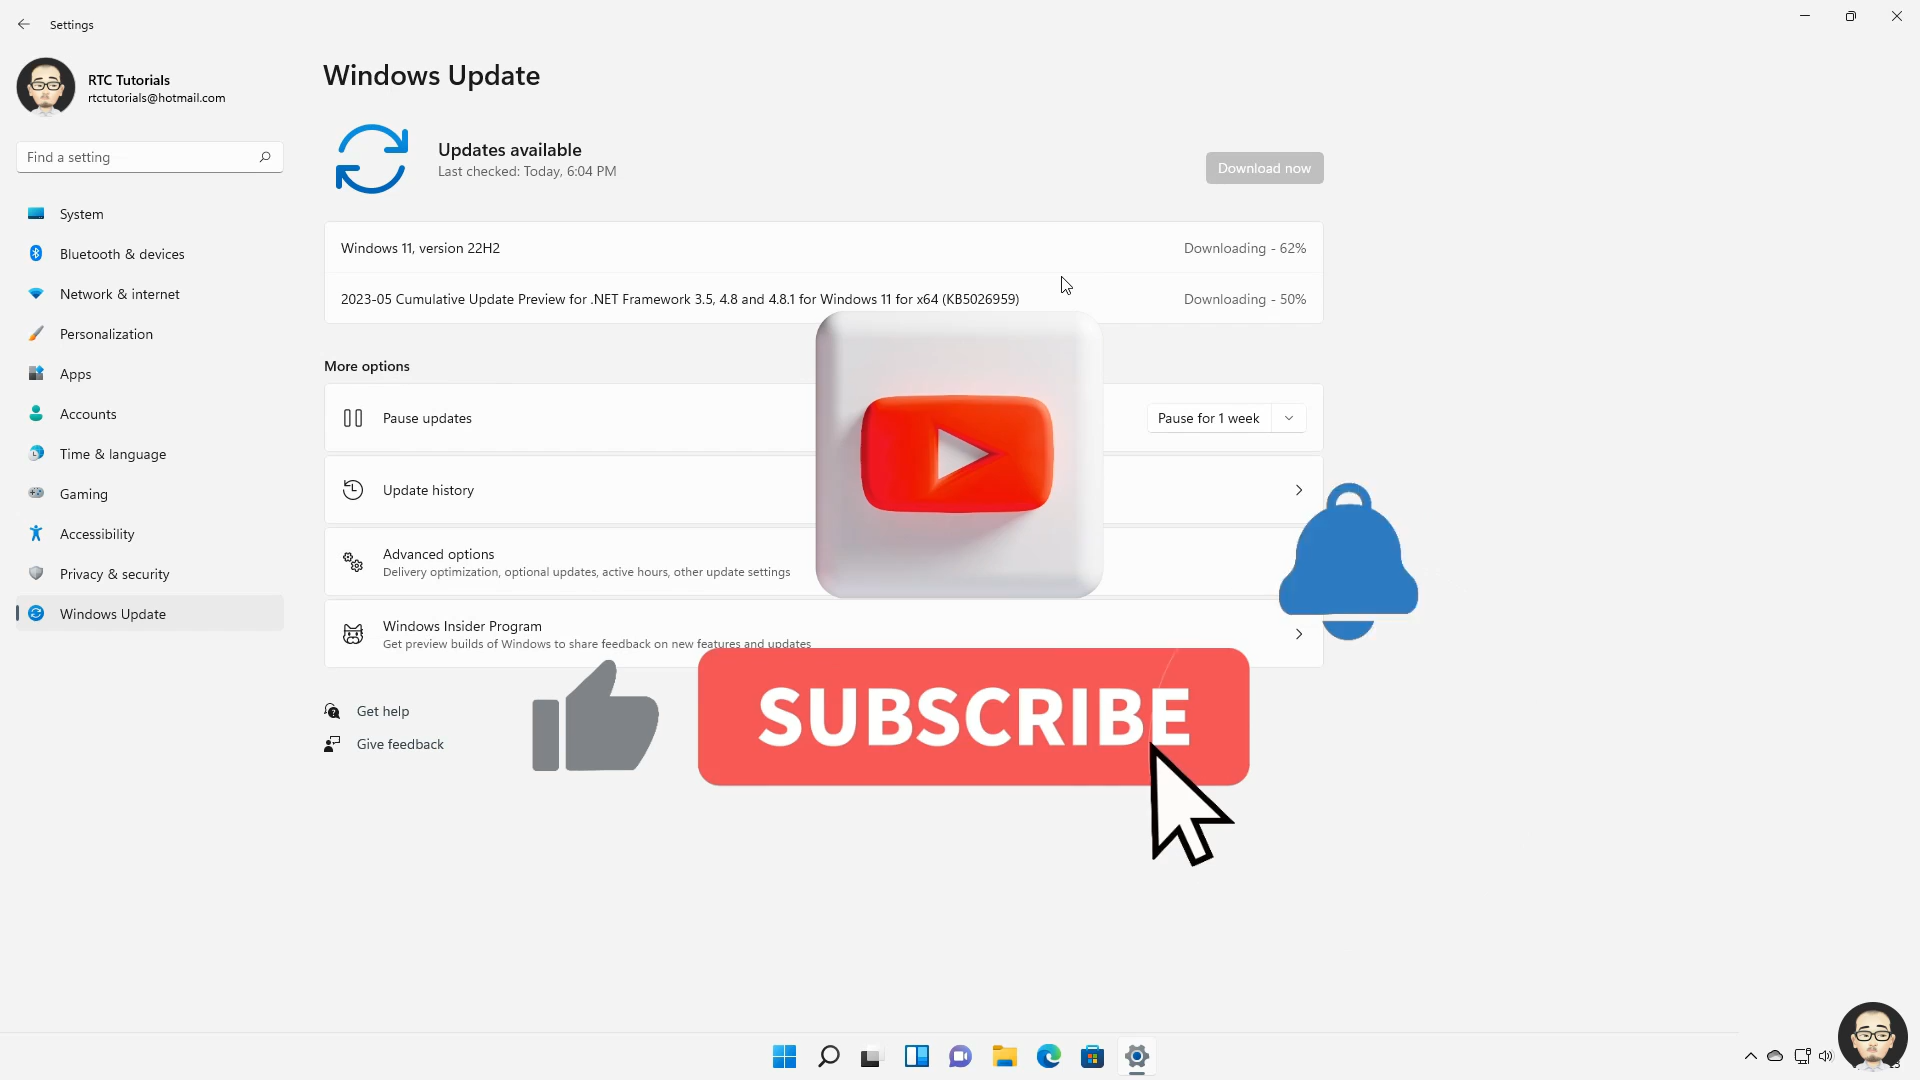 Settings
RTC Tutorials
rtctutorials@hotmail.com
Find a setting
System
Bluetooth & devices
Network & internet
Personalization
Apps
Accounts
Time & language
Gaming
Accessibility
Privacy & security
Windows Update
Windows Update
Updates available
Last checked: Today, 6:04 PM
Download now
Windows 11, version 22H2
Downloading - 62%
2023-05 Cumulative Update Preview for .NET Framework 3.5, 4.8 and 4.8.1 for Windows 11 for x64 (KB5026959)
Downloading - 50%
More options
Pause updates
Pause for 1 week
Update history
Advanced options
Delivery optimization, optional updates, active hours, other update settings
Windows Insider Program
Get preview builds of Windows to share feedback on new features and updates
Get help
Give feedback
SUBSCRIBE